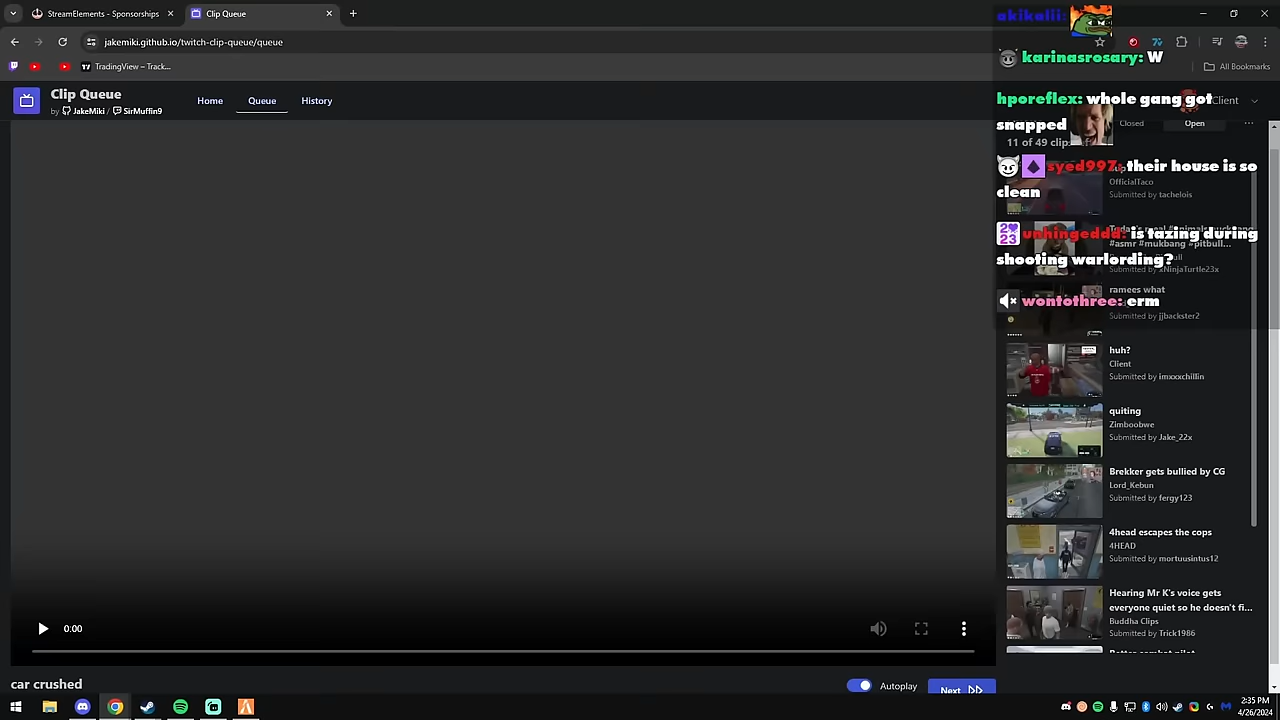 StreamElements - Sponsorships
Clip Queue
akikalii:
jakemiki.github.io/twitch-clip-queue/queue
TradingView – Track...
All Bookmarks
karinasrosary: W
Clip Queue
by JakeMiki / SirMuffin9
Home
Queue
History
Client
hporeflex: whole gang got
snapped
Closed
Open
11 of 49 clips
syed997: their house is so
clean
OfficialTaco
Submitted by tachelois
unhingeddd: is tazing during
shooting warlording?
#asmr #mukbang #pitbull...
Submitted by xNinjaTurtle23x
ramees what
wontothree: erm
Submitted by jjbackster2
huh?
Client
Submitted by imxxxchillin
quiting
Zimboobwe
Submitted by Jake_22x
Brekker gets bullied by CG
Lord_Kebun
Submitted by fergy123
4head escapes the cops
4HEAD
Submitted by mortuusintus12
Hearing Mr K's voice gets
everyone quiet so he doesn't fi...
Buddha Clips
Submitted by Trick1986
Better combat pilot
0:00
car crushed
Autoplay
Next
2:35 PM
4/26/2024